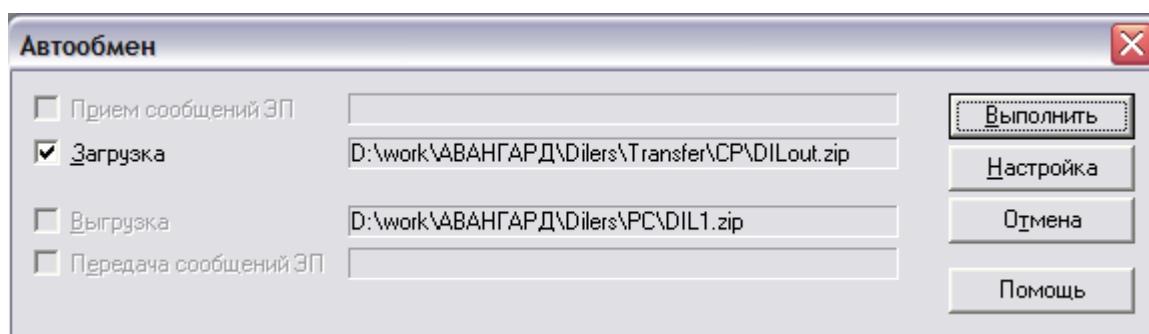 Автообмен
Прием сообщений ЭП
Загрузка D:\work\АВАНГАРД\Dilers\Transfer\CP\DILout.zip
Выгрузка D:\work\АВАНГАРД\Dilers\PC\DIL1.zip
Передача сообщений ЭП
Выполнить
Настройка
Отмена
Помощь